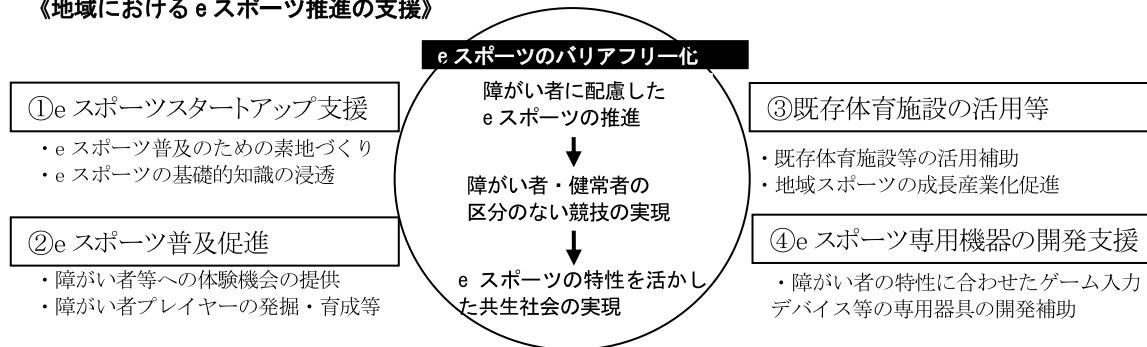 《地域におけるｅスポーツ推進の支援》
ｅスポーツのバリアフリー化
障がい者に配慮した
ｅスポーツの推進
障がい者・健常者の
区分のない競技の実現
ｅ スポーツの特性を活かし
た共生社会の実現
①e スポーツスタートアップ支援
・e スポーツ普及のための素地づくり
・e スポーツの基礎的知識の浸透
②e スポーツ普及促進
・障がい者等への体験機会の提供
・障がい者プレイヤーの発掘・育成等
③既存体育施設の活用等
・既存体育施設等の活用補助
・地域スポーツの成長産業化促進
④e スポーツ専用機器の開発支援
・障がい者の特性に合わせたゲーム入力
デバイス等の専用器具の開発補助